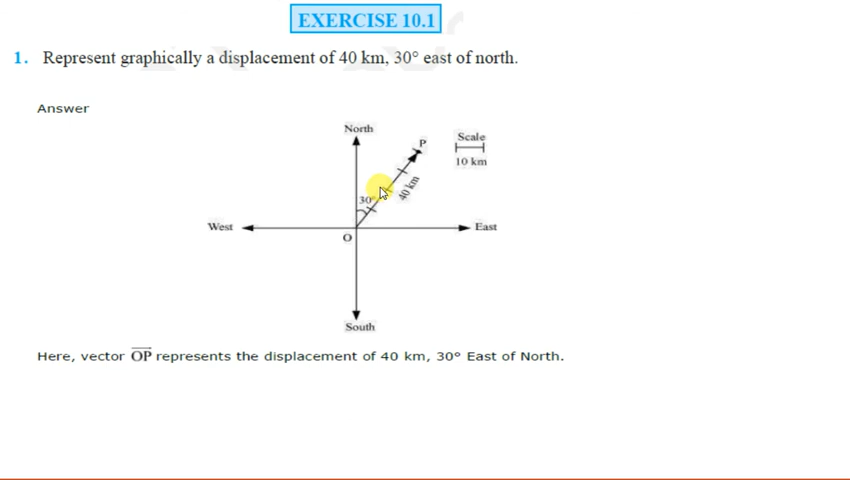 EXERCISE 10.1
1. Represent graphically a displacement of 40 km, 30° east of north.
Answer
North
P
Scale
10 km
40 km
30°
West
East
O
South
Here, vector OP represents the displacement of 40 km, 30° East of North.